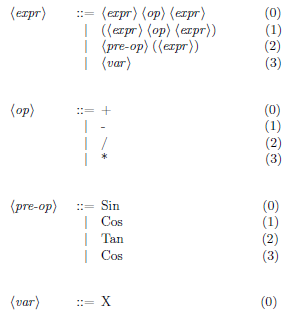 ⟨expr⟩ ::= ⟨expr⟩ ⟨op⟩ ⟨expr⟩ (0)
| (⟨expr⟩ ⟨op⟩ ⟨expr⟩) (1)
| ⟨pre-op⟩ (⟨expr⟩) (2)
| ⟨var⟩ (3)
⟨op⟩ ::= + (0)
| - (1)
| / (2)
| * (3)
⟨pre-op⟩ ::= Sin (0)
| Cos (1)
| Tan (2)
| Cos (3)
⟨var⟩ ::= X (0)